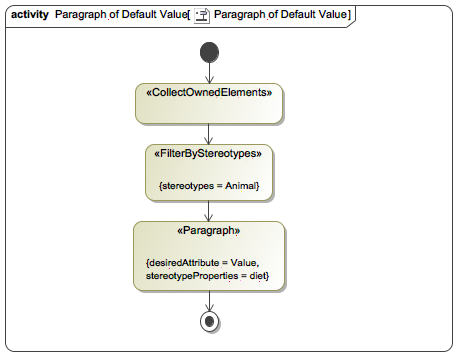 activity Paragraph of Default Value[ Paragraph of Default Value]
«CollectOwnedElements»
«FilterByStereotypes»
{stereotypes = Animal}
«Paragraph»
{desiredAttribute = Value,
stereotypeProperties = diet}